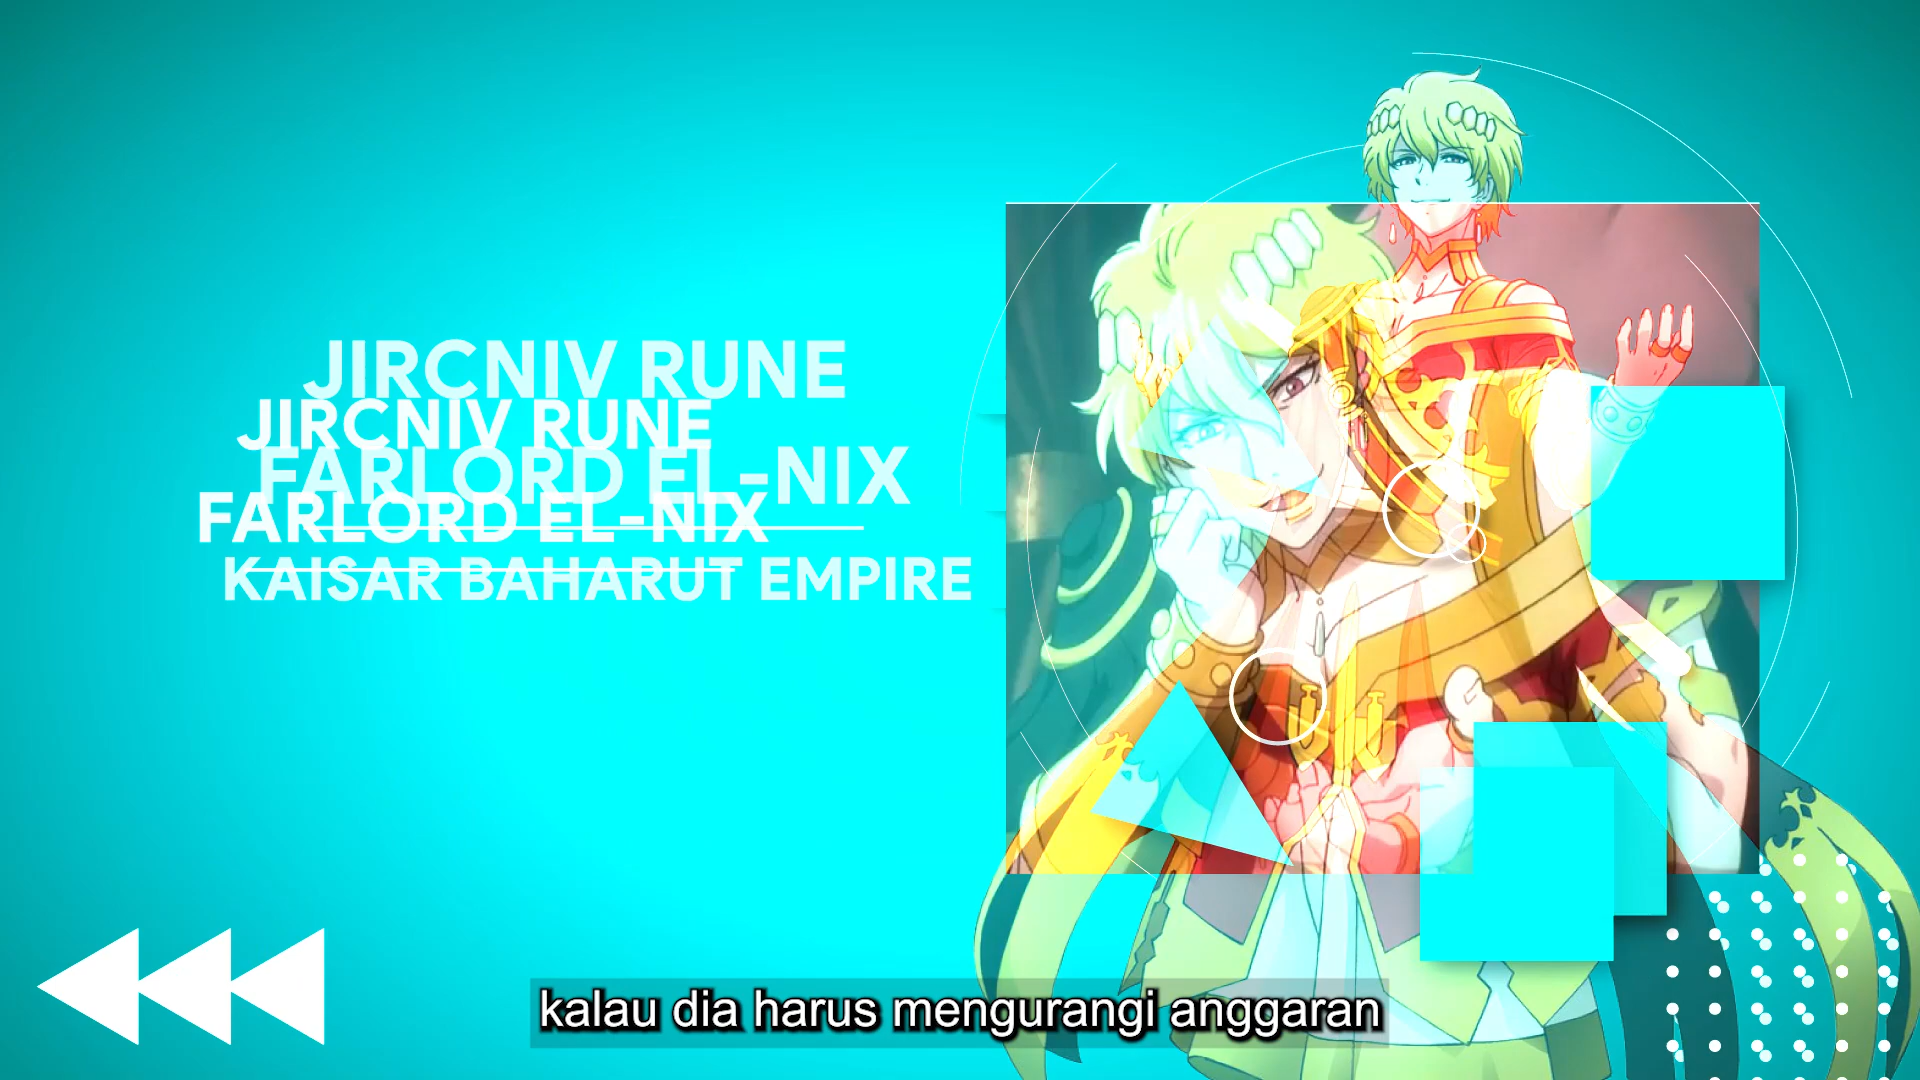 JIRCNIV RUNE
JIRCNIV RUNE
FARLORD EL-NIX
FARLORD EL-NIX
KAISAR BAHARUT EMPIRE
kalau dia harus mengurangi anggaran